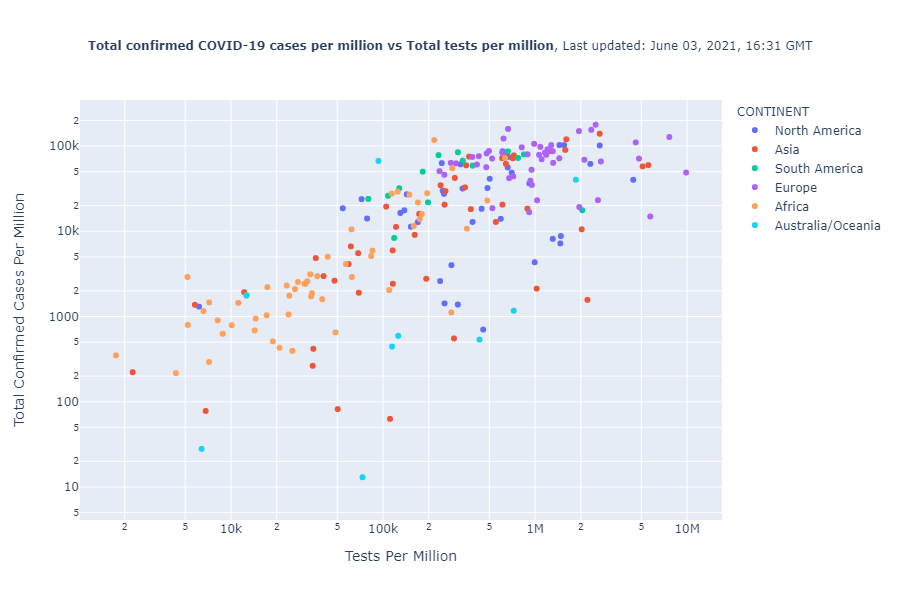 Total confirmed COVID-19 cases per million vs Total tests per million, Last updated: June 03, 2021, 16:31 GMT
CONTINENT
North America
Asia
South America
Europe
Africa
Australia/Oceania
Total Confirmed Cases Per Million
2
100k
5
2
10k
5
2
1000
5
2
100
5
2
10
5
2 5 10k 2 5 100k 2 5 1M 2 5 10M
Tests Per Million